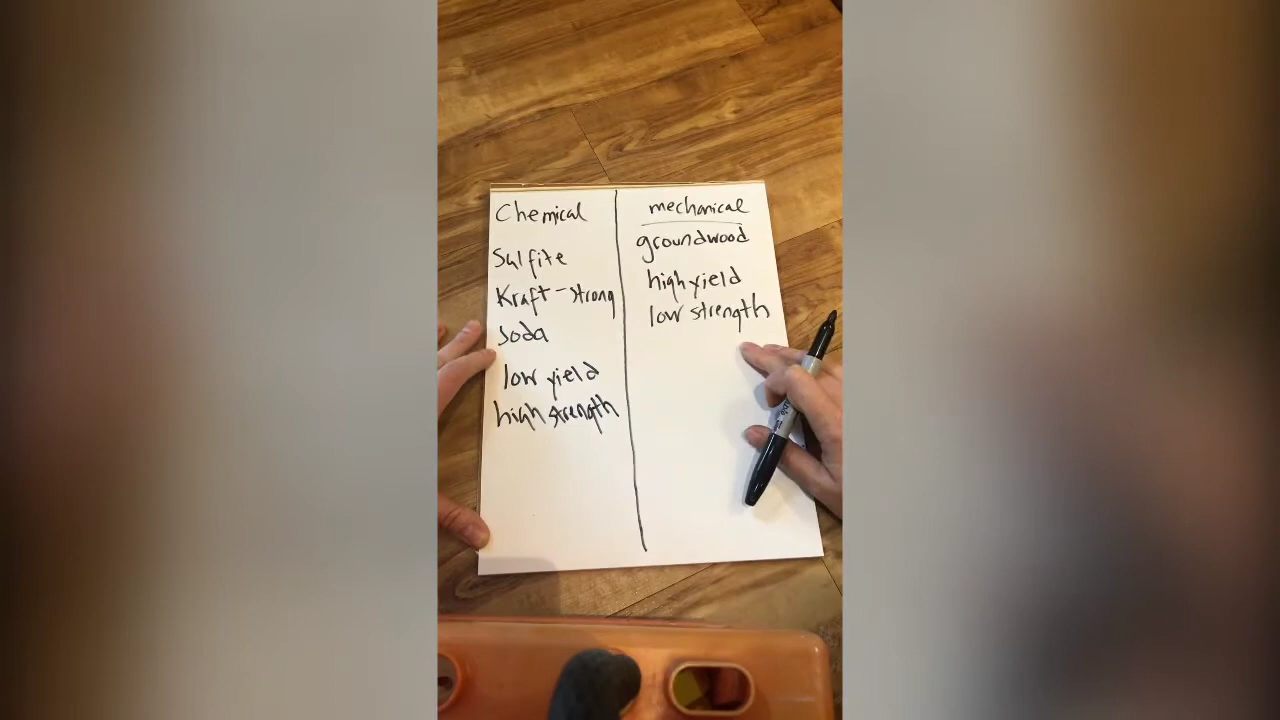 Chemical
Sulfite
Kraft - strong
Soda
low yield
high strength
mechanical
groundwood
high yield
low strength